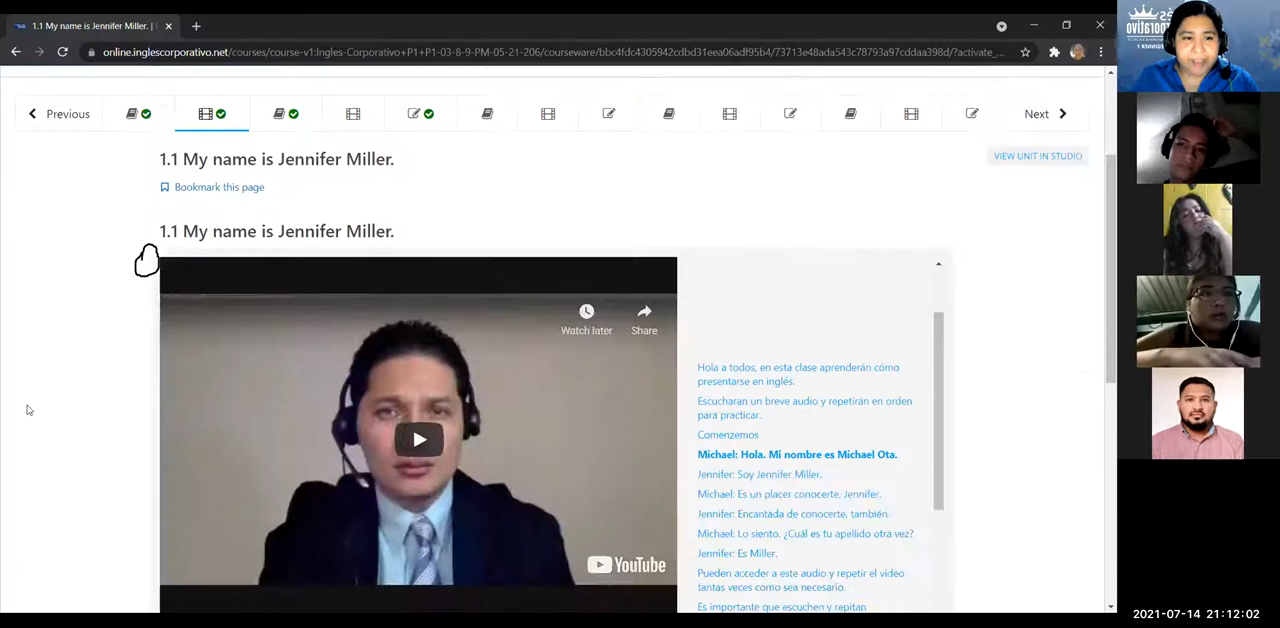 1.1 My name is Jennifer Miller. |
online.inglescorporativo.net/courses/course-v1:Ingles-Corporativo+P1+P1-03-8-9-PM-05-21-206/courseware/bbc4fdc4305942cdbd31eea06adf95b4/73713e48ada543c78793a97cddaa398d/?activate_...
Previous
Next
1.1 My name is Jennifer Miller.
VIEW UNIT IN STUDIO
Bookmark this page
1.1 My name is Jennifer Miller.
Watch later
Share
YouTube
Hola a todos, en esta clase aprenderán cómo
presentarse en inglés.
Escucharan un breve audio y repetirán en orden
para practicar.
Comenzemos
Michael: Hola. Mi nombre es Michael Ota.
Jennifer: Soy Jennifer Miller.
Michael: Es un placer conocerte, Jennifer.
Jennifer: Encantada de conocerte, también.
Michael: Lo siento. ¿Cuál es tu apellido otra vez?
Jennifer: Es Miller.
Pueden acceder a este audio y repetir el video
tantas veces como sea necesario.
Es importante que escuchen y repitan
2021-07-14 21:12:02